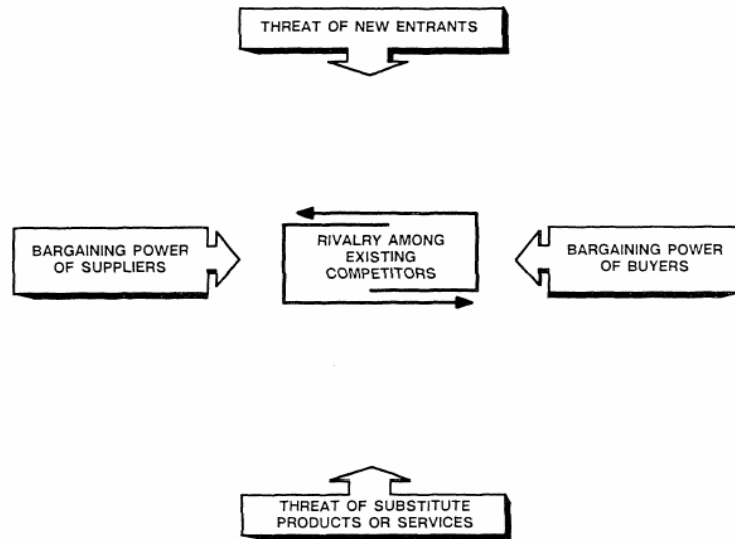 THREAT OF NEW ENTRANTS
BARGAINING POWER
OF SUPPLIERS
RIVALRY AMONG
EXISTING
COMPETITORS
BARGAINING POWER
OF BUYERS
THREAT OF SUBSTITUTE
PRODUCTS OR SERVICES